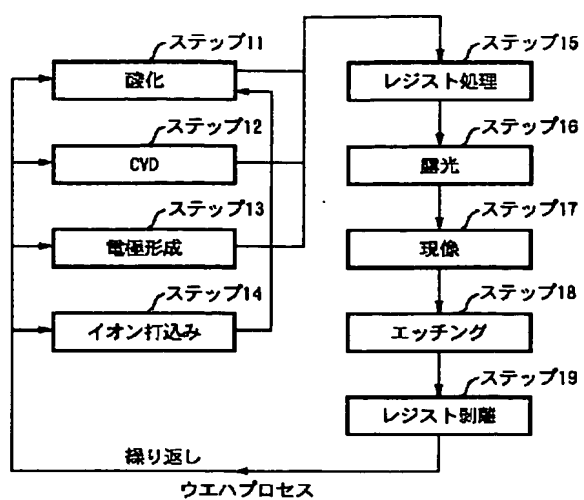 ステップ11
酸化
ステップ12
CVD
ステップ13
電極形成
ステップ14
イオン打込み
ステップ15
レジスト処理
ステップ16
露光
ステップ17
現像
ステップ18
エッチング
ステップ19
レジスト剥離
繰り返し
ウエハプロセス